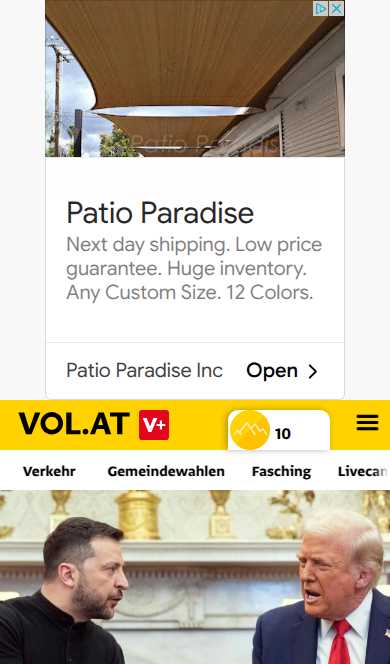 Patio Paradise
Patio Paradise
Next day shipping. Low price
guarantee. Huge inventory.
Any Custom Size. 12 Colors.
Patio Paradise Inc
Open
VOL.AT V+
10
Verkehr Gemeindewahlen Fasching Livecam